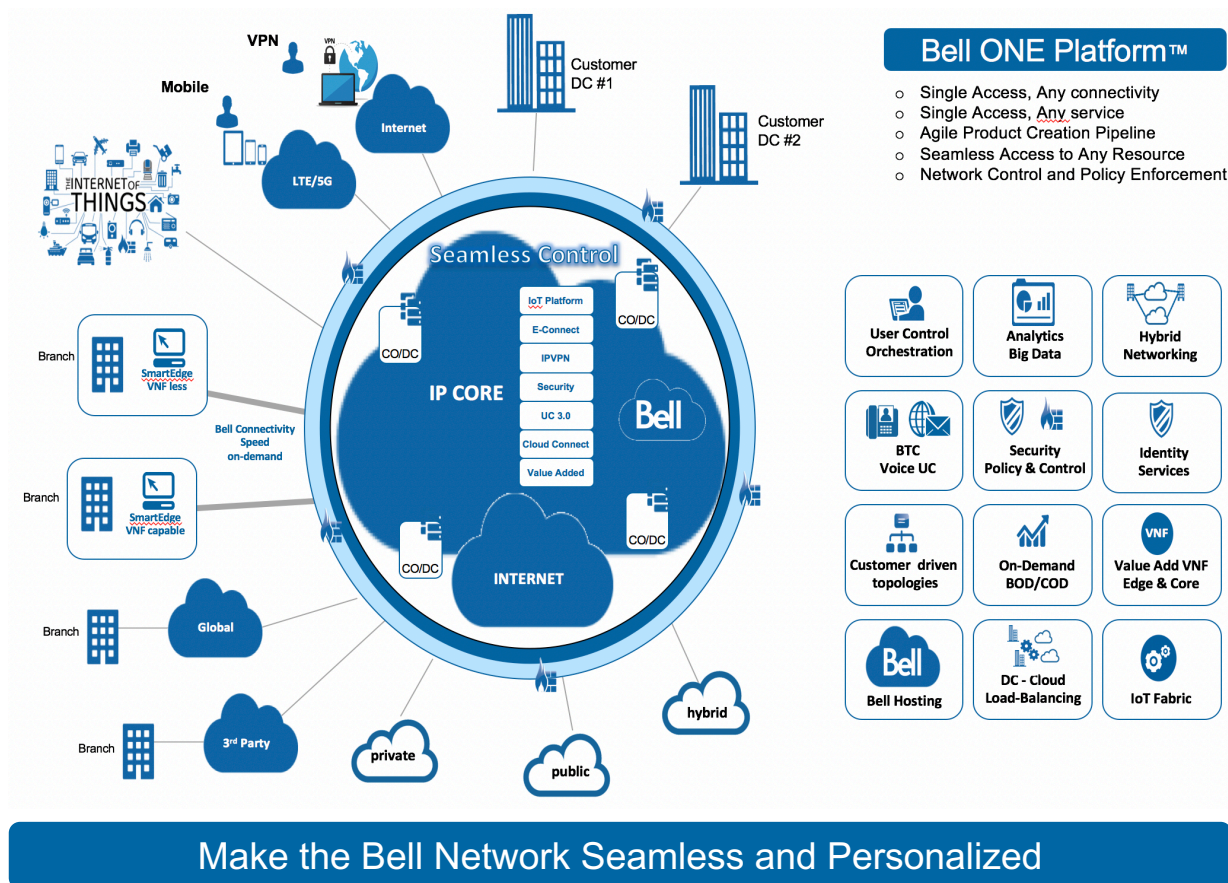 VPN
VPN
Mobile
Internet
LTE/5G
THE INTERNET OF
THINGS
Customer
DC #1
Customer
DC #2
Bell ONE Platform™
Single Access, Any connectivity
Single Access, Any service
Agile Product Creation Pipeline
Seamless Access to Any Resource
Network Control and Policy Enforcement
Seamless Control
CO/DC
CO/DC
IP CORE
IoT Platform
E-Connect
IPVPN
Security
UC 3.0
Cloud Connect
Value Added
Bell
CO/DC
CO/DC
INTERNET
Branch
SmartEdge
VNF less
Bell Connectivity
Speed
on-demand
Branch
SmartEdge
VNF capable
Branch
Global
Branch
3rd Party
private
public
hybrid
User Control
Orchestration
Analytics
Big Data
Hybrid
Networking
BTC
Voice UC
Security
Policy & Control
Identity
Services
Customer driven
topologies
On-Demand
BOD/COD
VNF
Value Add VNF
Edge & Core
Bell
Bell Hosting
DC - Cloud
Load-Balancing
IoT Fabric
Make the Bell Network Seamless and Personalized